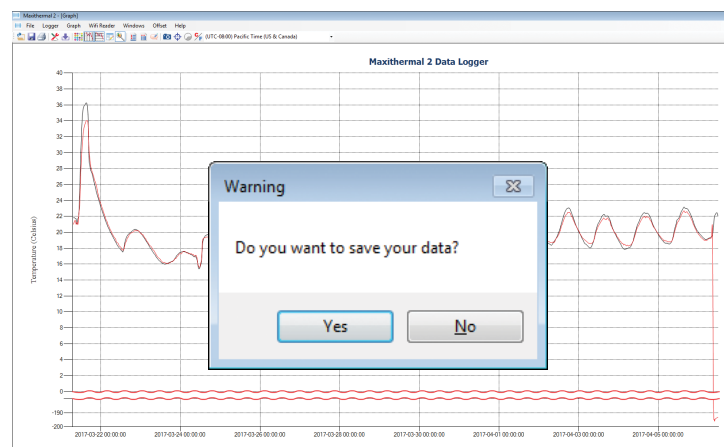 Maxithermal 2 - [Graph]
File Logger Graph Wifi Reader Windows Offset Help
(UTC-08:00) Pacific Time (US & Canada)
Maxithermal 2 Data Logger
40
38
36
34
32
30
28
26
24
22
20
18
16
14
12
10
8
6
4
2
0
-190
-200
Temperature (Celsius)
Warning
Do you want to save your data?
Yes No
2017-03-22 00:00:00 2017-03-24 00:00:00 2017-03-26 00:00:00 2017-03-28 00:00:00 2017-03-30 00:00:00 2017-04-01 00:00:00 2017-04-03 00:00:00 2017-04-05 00:00:00